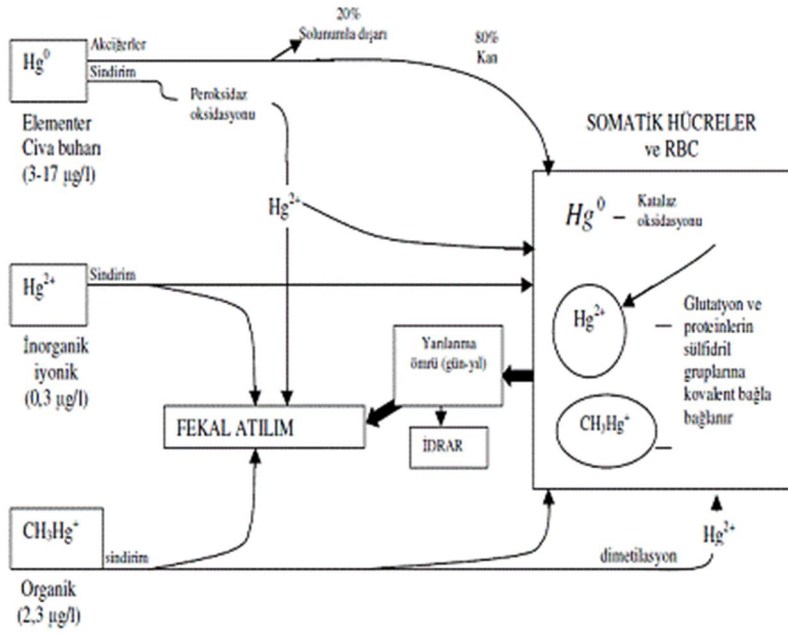 20%
Solunumla dışarı
80%
Kan
Akciğerler
Hg⁰
Sindirim
Peroksidaz
oksidasyonu
Elementer
Civa buharı
(3-17 µg/l)
SOMATİK HÜCRELER
ve RBC
Hg⁰
Katalaz
oksidasyonu
Hg²⁺
Hg²⁺
Sindirim
İnorganik
iyonik
(0,3 µg/l)
Hg²⁺
Glutatyon ve
proteinlerin
sülfidril
gruplarına
kovalent bağla
bağlanır
Yarılanma
ömrü (gün-yıl)
FEKAL ATILIM
İDRAR
CH₃Hg⁺
CH₃Hg⁺
sindirim
Organik
(2,3 µg/l)
dimetilasyon
Hg²⁺